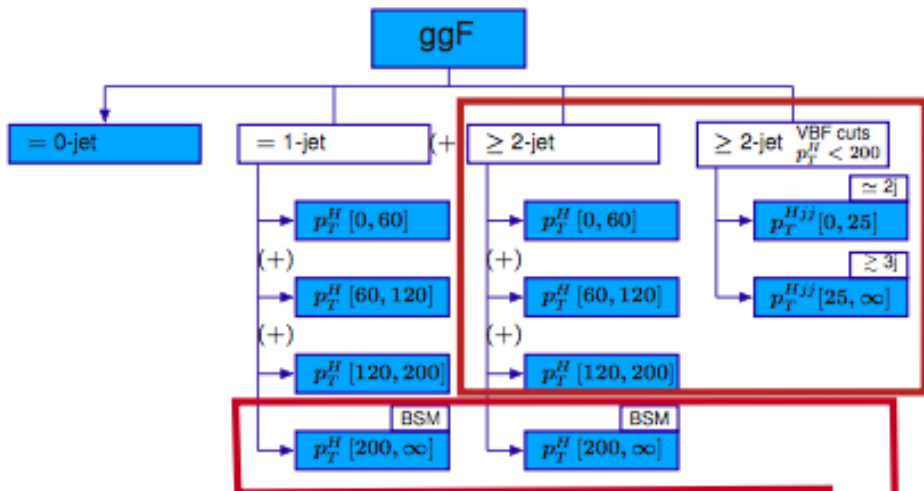 ggF
= 0-jet
= 1-jet
(+
≥ 2-jet
≥ 2-jet VBF cuts
p_T^H < 200
≃ 2j
p_T^H [0, 60]
p_T^H [0, 60]
p_T^{Hjj} [0, 25]
(+)
(+)
≳ 3j
p_T^H [60, 120]
p_T^H [60, 120]
p_T^{Hjj} [25, ∞]
(+)
(+)
p_T^H [120, 200]
p_T^H [120, 200]
BSM
BSM
p_T^H [200, ∞]
p_T^H [200, ∞]